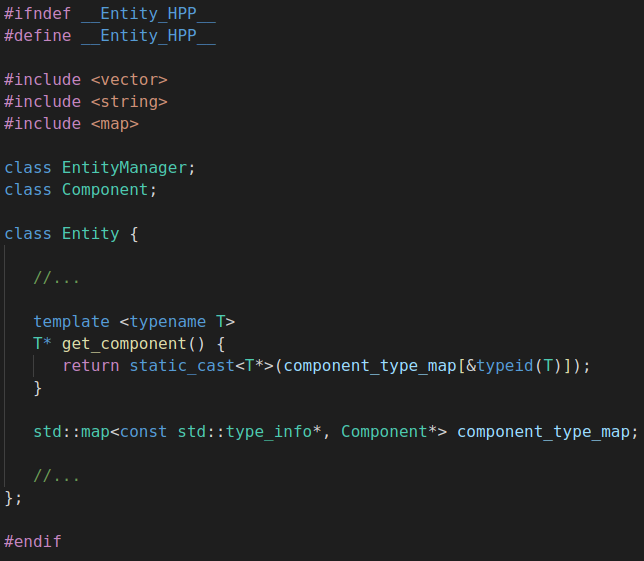 #ifndef __Entity_HPP__
#define __Entity_HPP__
#include <vector>
#include <string>
#include <map>
class EntityManager;
class Component;
class Entity {
//...
template <typename T>
T* get_component() {
return static_cast<T*>(component_type_map[&typeid(T)]);
}
std::map<const std::type_info*, Component*> component_type_map;
//...
};
#endif